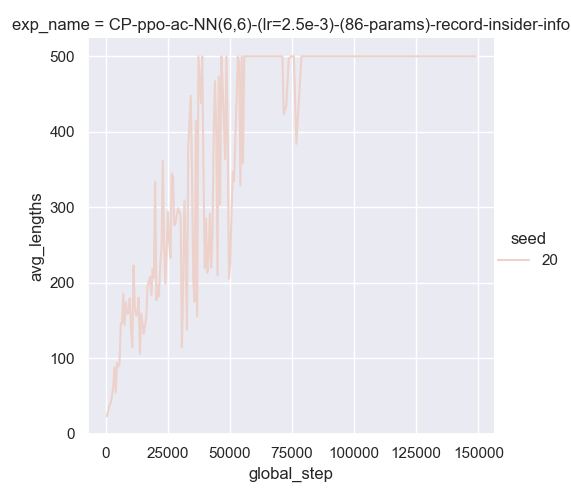 exp_name = CP-ppo-ac-NN(6,6)-(lr=2.5e-3)-(86-params)-record-insider-info
500
400
300
200
100
0
avg_lengths
seed
20
0 25000 50000 75000 100000 125000 150000
global_step